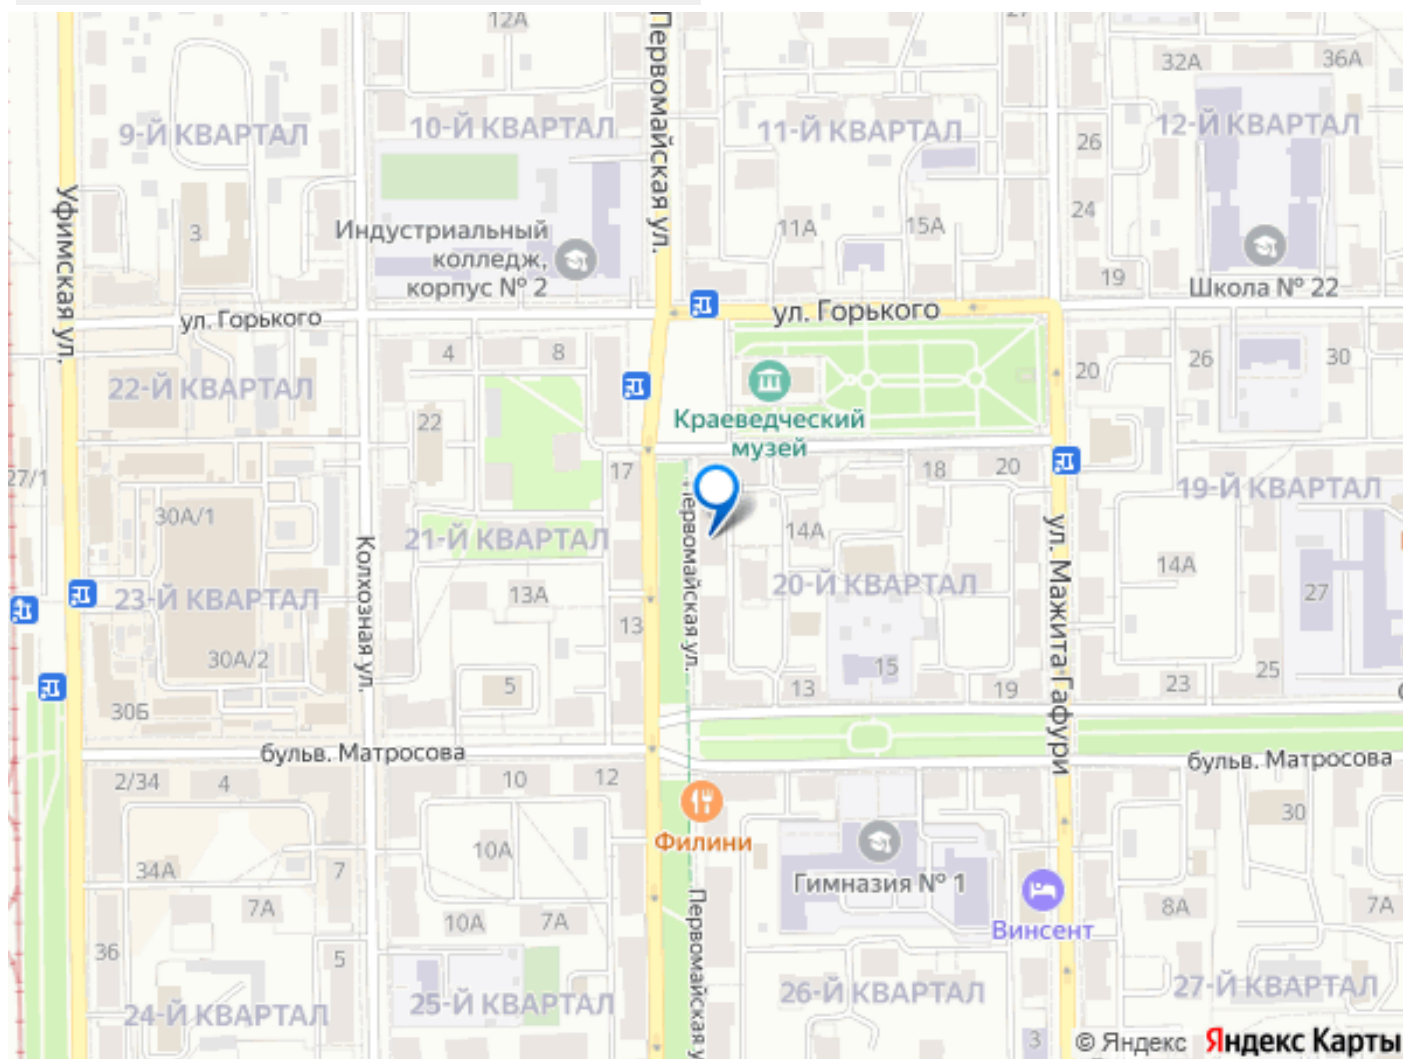 12А
27
Первомайская ул.
32А
36А
9-Й КВАРТАЛ
10-Й КВАРТАЛ
11-Й КВАРТАЛ
12-Й КВАРТАЛ
26
Уфимская ул.
3
Индустриальный
колледж,
корпус № 2
11А
15А
24
19
Школа № 22
ул. Горького
ул. Горького
4
8
20
26
30
22-Й КВАРТАЛ
Краеведческий
музей
22
17
18
20
27/1
19-Й КВАРТАЛ
30А/1
21-Й КВАРТАЛ
14А
Первомайская ул.
Колхозная ул.
ул. Мажита Гафури
14А
20-Й КВАРТАЛ
23-Й КВАРТАЛ
13А
27
13
30А/2
15
5
13
19
23
25
30Б
бульв. Матросова
бульв. Матросова
2/34
4
10
12
30
Филини
10А
34А
7
Гимназия № 1
7А
10А
7А
Винсент
8А
7А
36
5
Первомайская у
24-Й КВАРТАЛ
25-Й КВАРТАЛ
26-Й КВАРТАЛ
27-Й КВАРТАЛ
3
© Яндекс Яндекс Карты